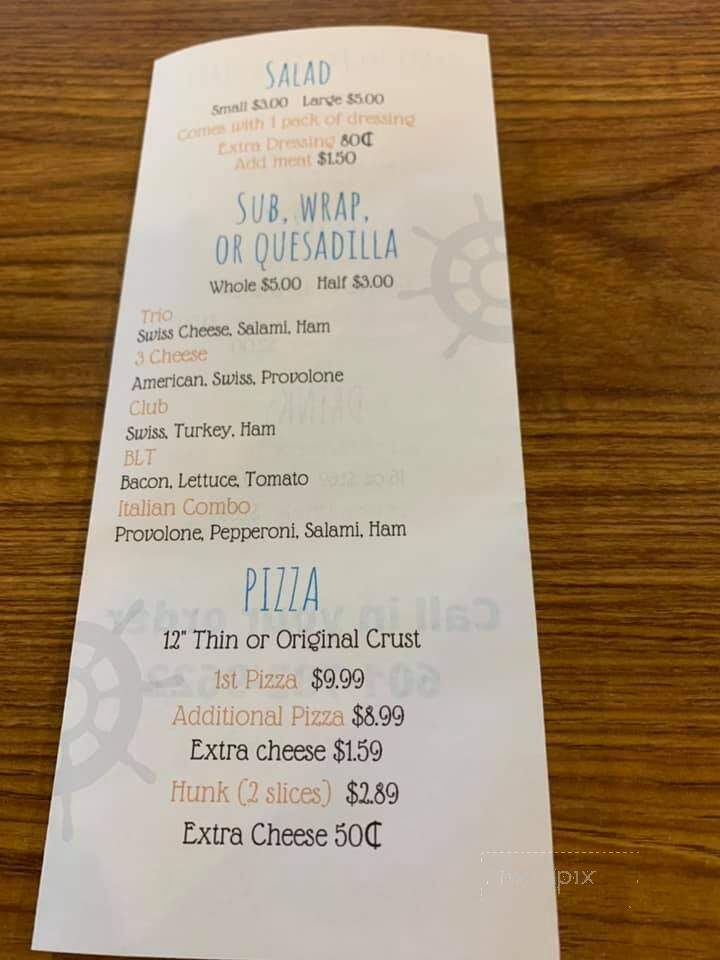 SALAD
Small $3.00 Large $5.00
Comes with 1 pack of dressing
Extra Dressing 80₵
Add meat $1.50
SUB, WRAP,
OR QUESADILLA
Whole $5.00 Half $3.00
Trio
Swiss Cheese, Salami, Ham
3 Cheese
American, Swiss, Provolone
Club
Swiss, Turkey, Ham
BLT
Bacon, Lettuce, Tomato
Italian Combo
Provolone, Pepperoni, Salami, Ham
PIZZA
Call in your order
12" Thin or Original Crust
1st Pizza $9.99
Additional Pizza $8.99
Extra cheese $1.59
Hunk (2 slices) $2.89
Extra Cheese 50₵